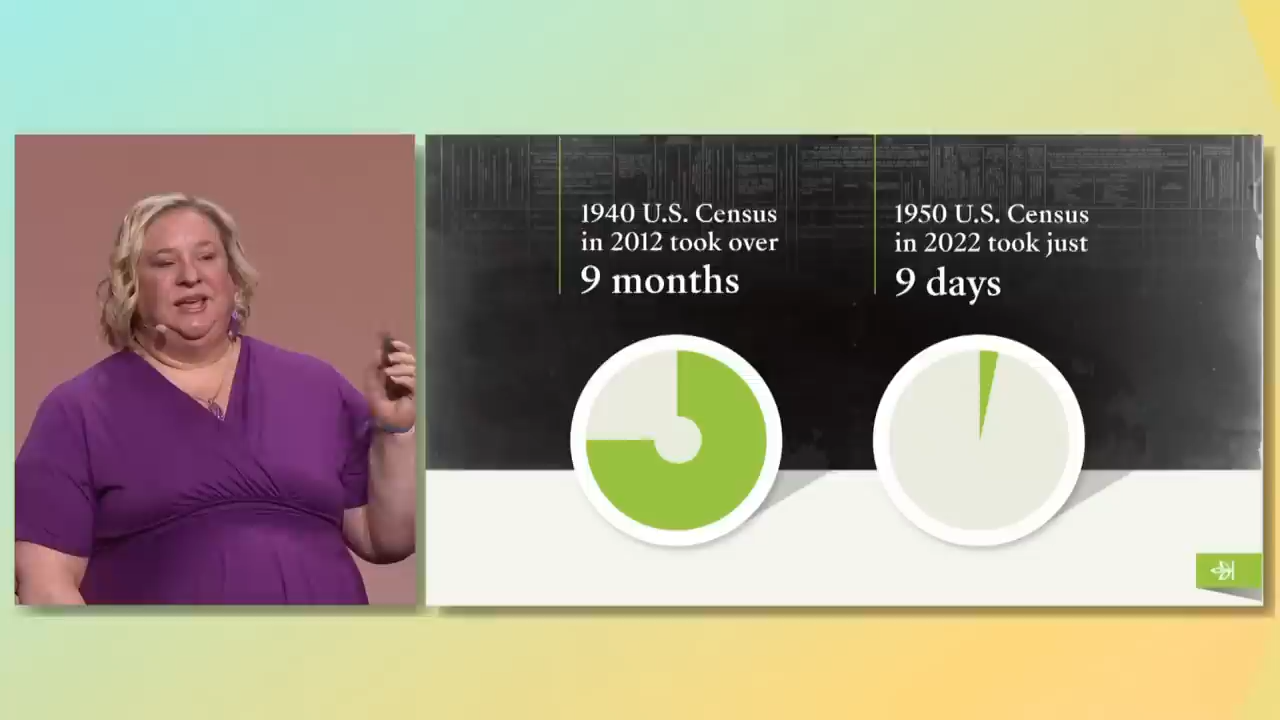 1940 U.S. Census
in 2012 took over
9 months
1950 U.S. Census
in 2022 took just
9 days